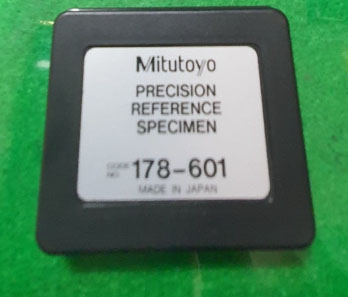 Mitutoyo
PRECISION
REFERENCE
SPECIMEN
CODE NO. 178-601
MADE IN JAPAN